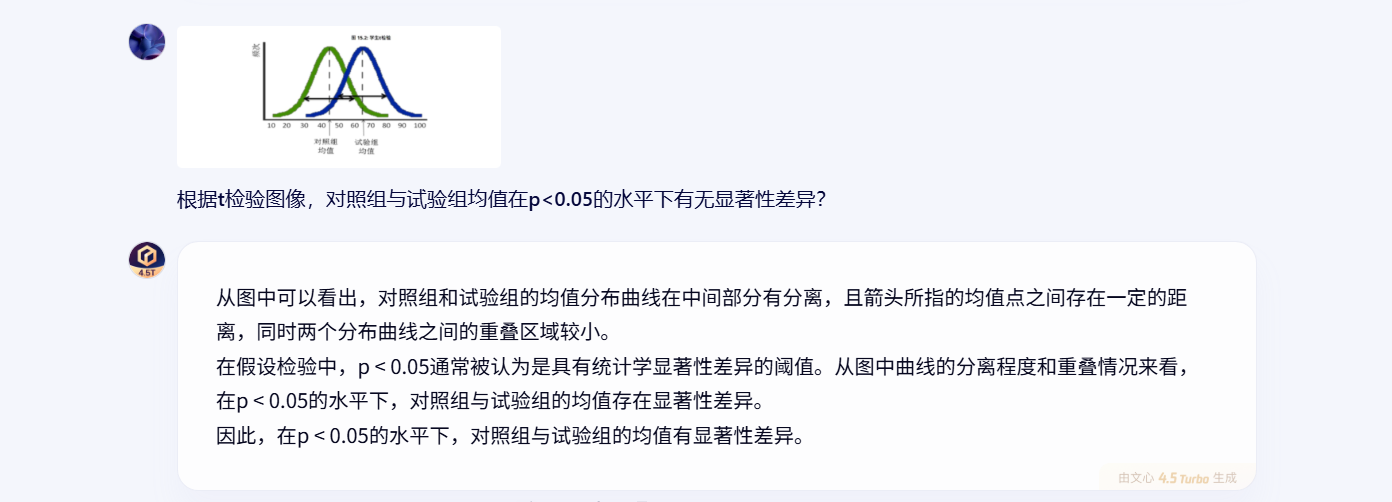 图 15.2: 学生t检验
频次
10 20 30 40 50 60 70 80 90 100
对照组 试验组
均值 均值
根据t检验图像，对照组与试验组均值在p<0.05的水平下有无显著性差异？
4.5T
从图中可以看出，对照组和试验组的均值分布曲线在中间部分有分离，且箭头所指的均值点之间存在一定的距
离，同时两个分布曲线之间的重叠区域较小。
在假设检验中，p < 0.05通常被认为是具有统计学显著性差异的阈值。从图中曲线的分离程度和重叠情况来看，
在p < 0.05的水平下，对照组与试验组的均值存在显著性差异。
因此，在p < 0.05的水平下，对照组与试验组的均值有显著性差异。
由文心 4.5 Turbo 生成